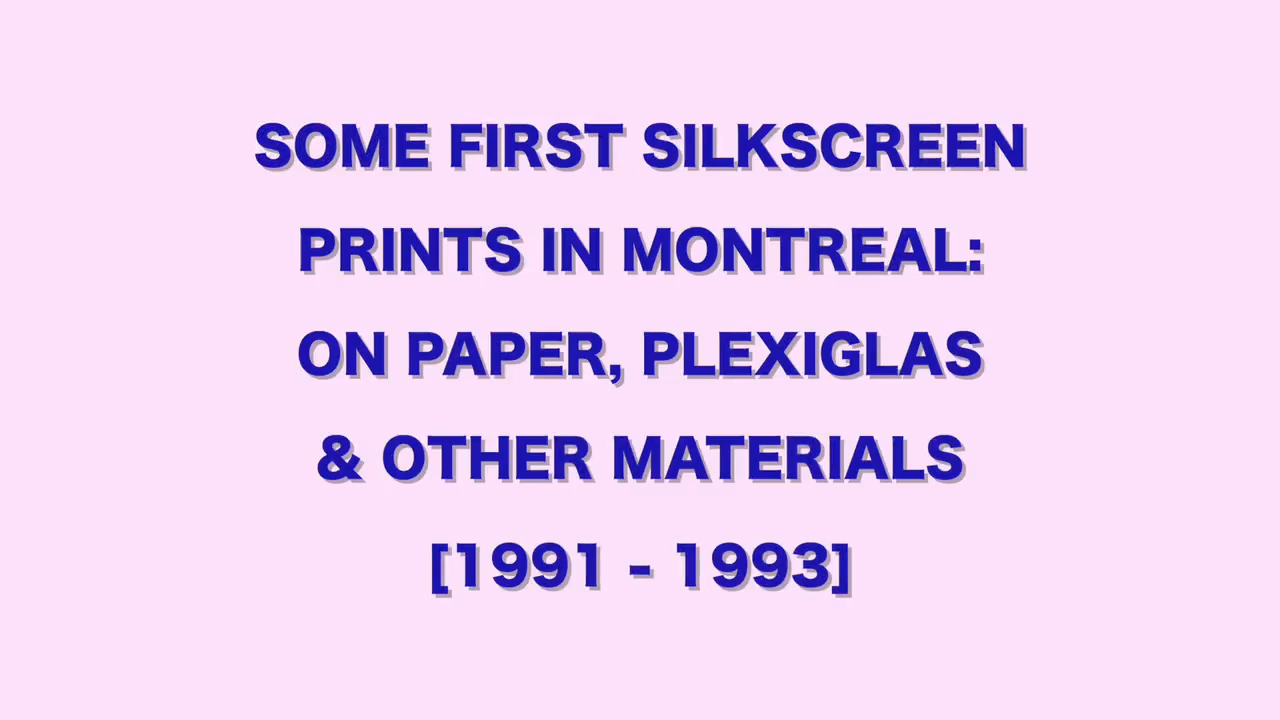 SOME FIRST SILKSCREEN
PRINTS IN MONTREAL:
ON PAPER, PLEXIGLAS
& OTHER MATERIALS
[1991 - 1993]